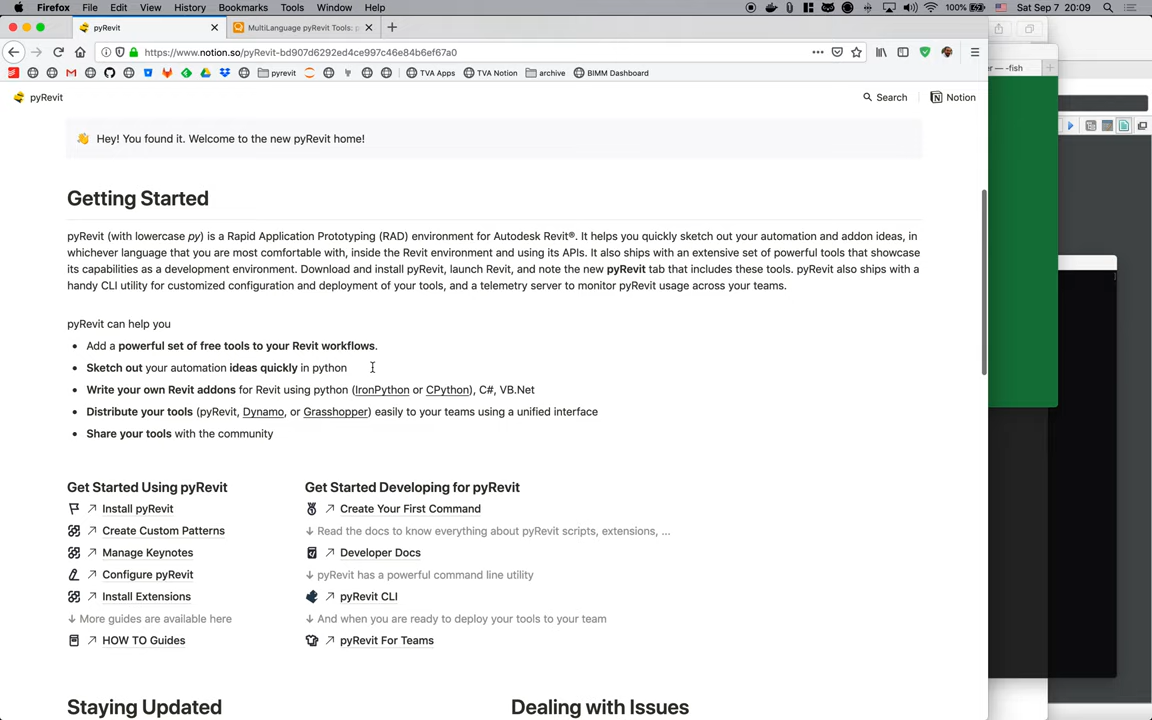 Firefox File Edit View History Bookmarks Tools Window Help
100% Sat Sep 7 20:09
pyRevit
MultiLanguage pyRevit Tools: p
er — -fish
https://www.notion.so/pyRevit-bd907d6292ed4ce997c46e84b6ef67a0
pyrevit TVA Apps TVA Notion archive BIMM Dashboard
pyRevit Search Notion
👋 Hey! You found it. Welcome to the new pyRevit home!
Getting Started
pyRevit (with lowercase py) is a Rapid Application Prototyping (RAD) environment for Autodesk Revit®. It helps you quickly sketch out your automation and addon ideas, in
whichever language that you are most comfortable with, inside the Revit environment and using its APIs. It also ships with an extensive set of powerful tools that showcase
its capabilities as a development environment. Download and install pyRevit, launch Revit, and note the new pyRevit tab that includes these tools. pyRevit also ships with a
handy CLI utility for customized configuration and deployment of your tools, and a telemetry server to monitor pyRevit usage across your teams.
pyRevit can help you
• Add a powerful set of free tools to your Revit workflows.
• Sketch out your automation ideas quickly in python
• Write your own Revit addons for Revit using python (IronPython or CPython), C#, VB.Net
• Distribute your tools (pyRevit, Dynamo, or Grasshopper) easily to your teams using a unified interface
• Share your tools with the community
Get Started Using pyRevit
Install pyRevit
Create Custom Patterns
Manage Keynotes
Configure pyRevit
Install Extensions
↓ More guides are available here
HOW TO Guides
Get Started Developing for pyRevit
Create Your First Command
↓ Read the docs to know everything about pyRevit scripts, extensions, ...
Developer Docs
↓ pyRevit has a powerful command line utility
pyRevit CLI
↓ And when you are ready to deploy your tools to your team
pyRevit For Teams
Staying Updated
Dealing with Issues